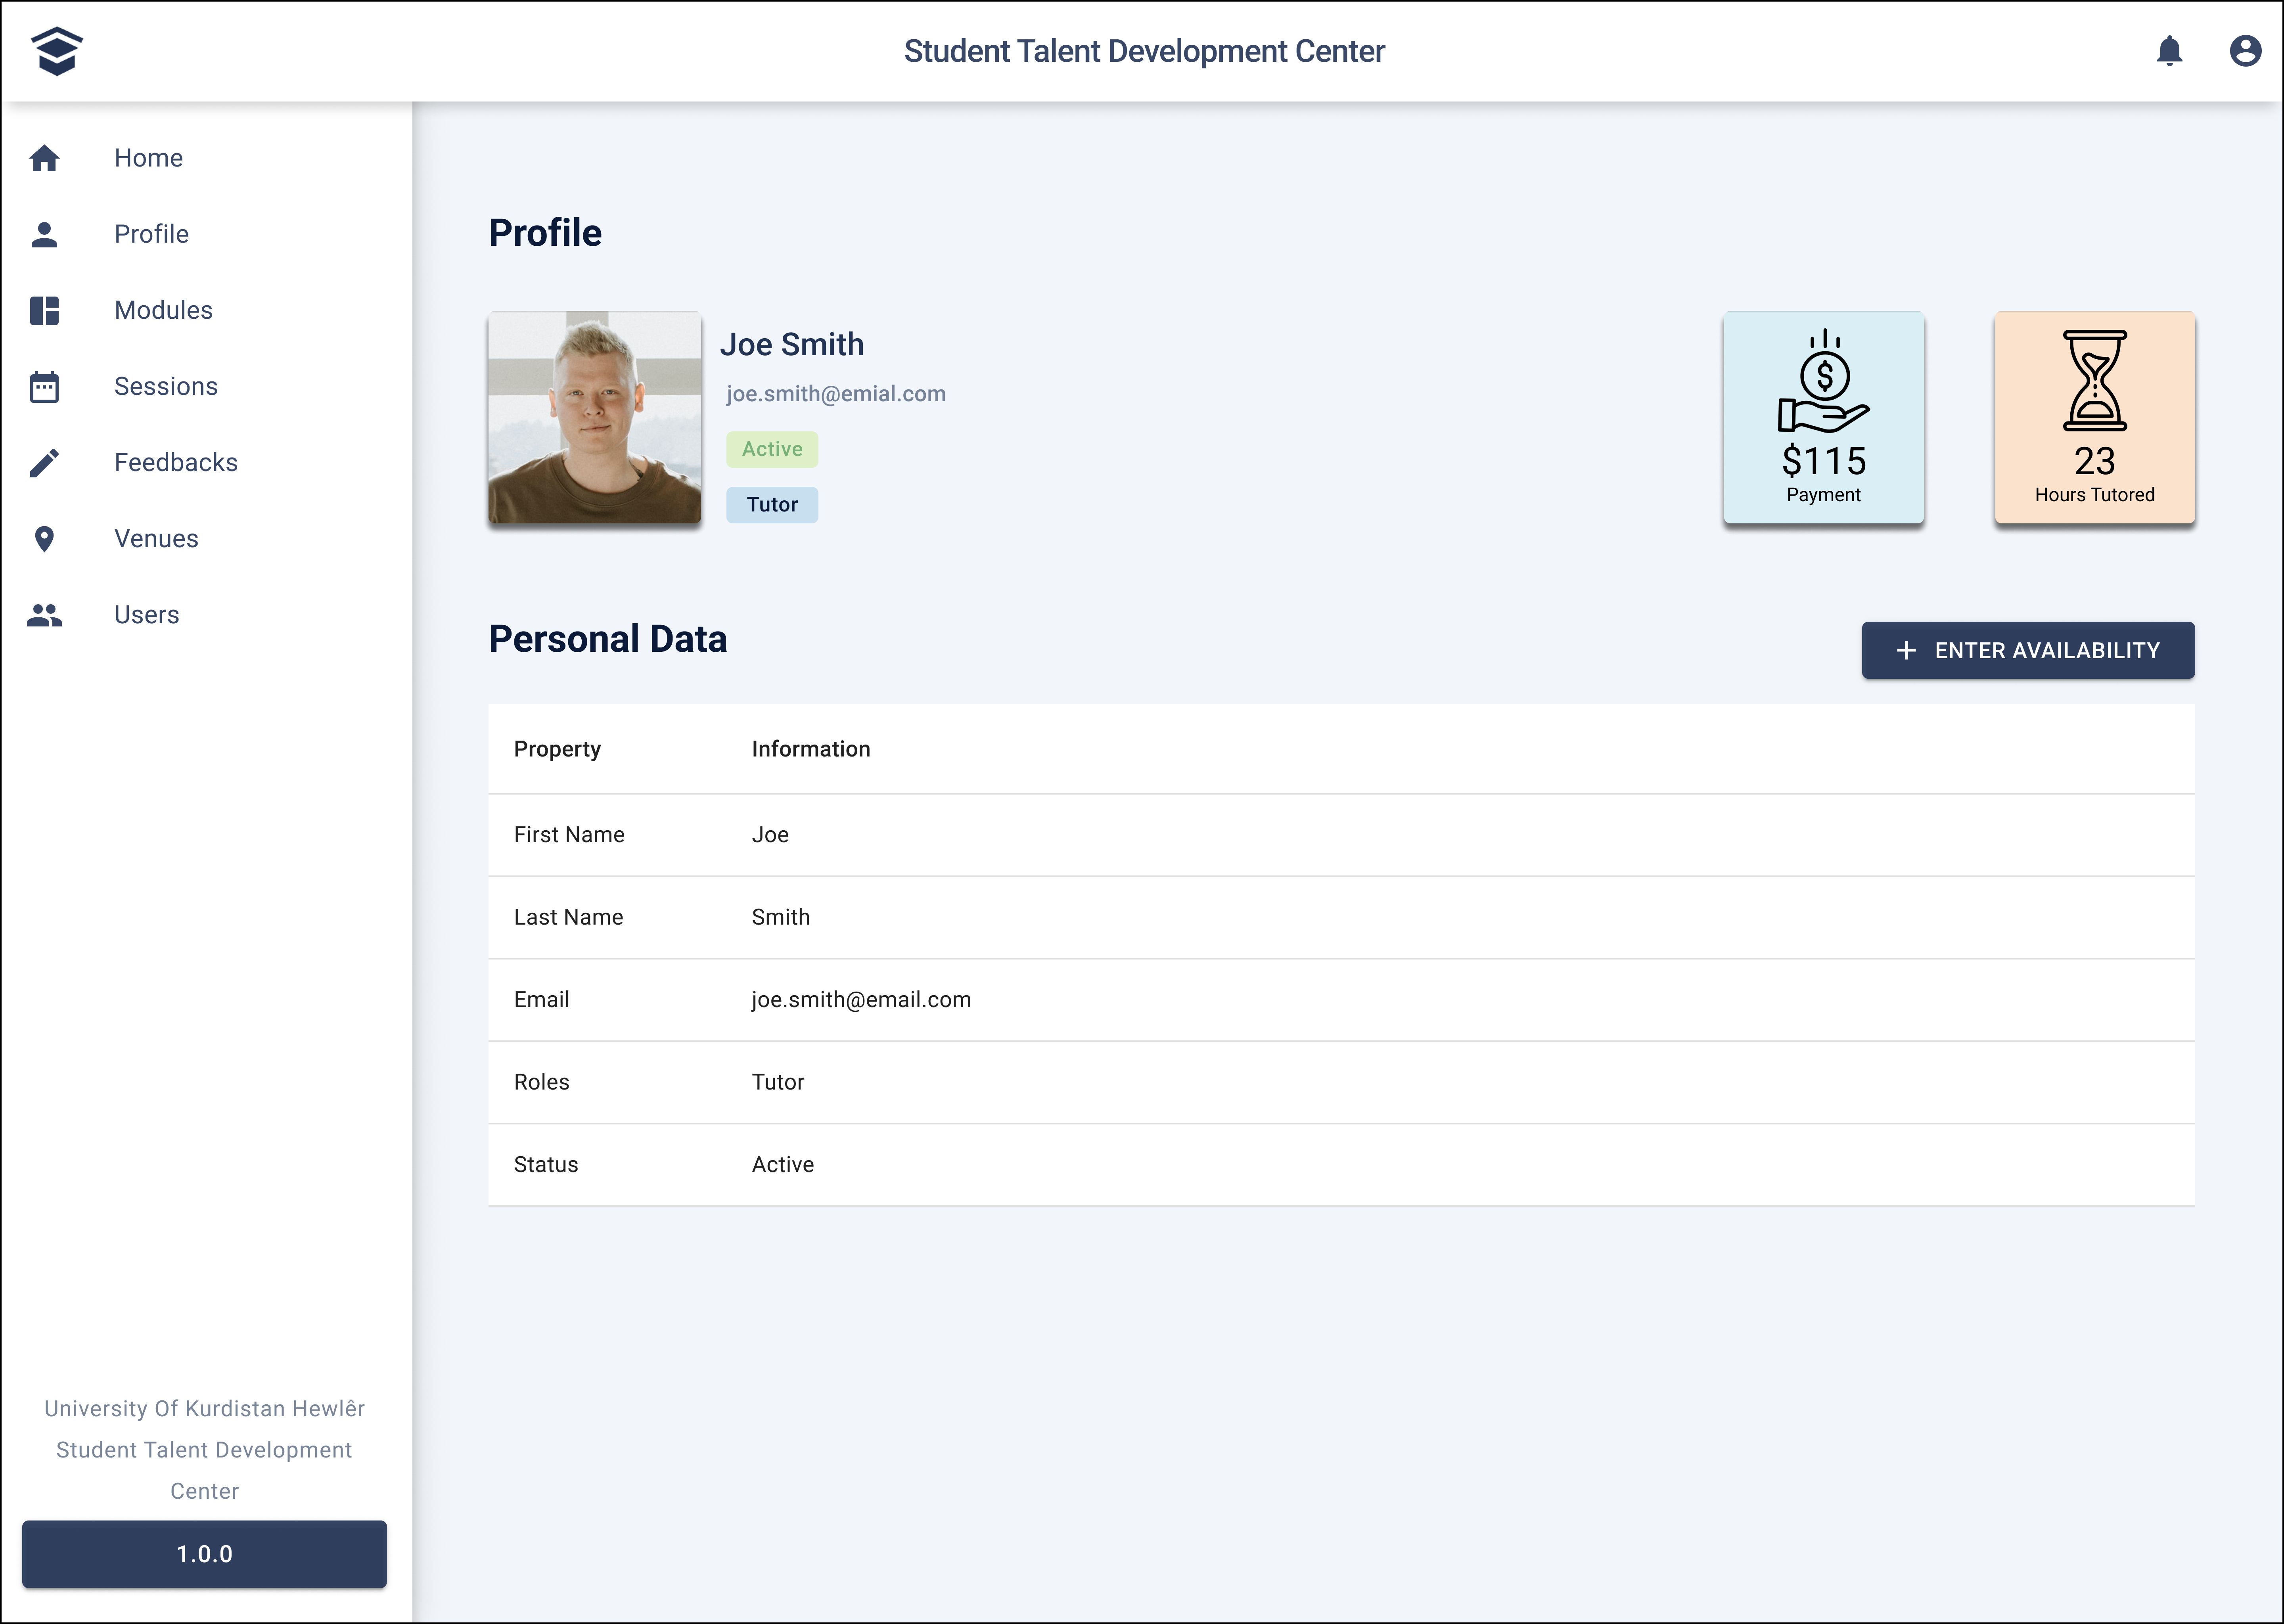 Student Talent Development Center
Home
Profile
Modules
Sessions
Feedbacks
Venues
Users
University Of Kurdistan Hewlêr
Student Talent Development
Center
1.0.0
Profile
Joe Smith
joe.smith@emial.com
Active
Tutor
$
$115
Payment
23
Hours Tutored
Personal Data
ENTER AVAILABILITY
Property Information
First Name Joe
Last Name Smith
Email joe.smith@email.com
Roles Tutor
Status Active